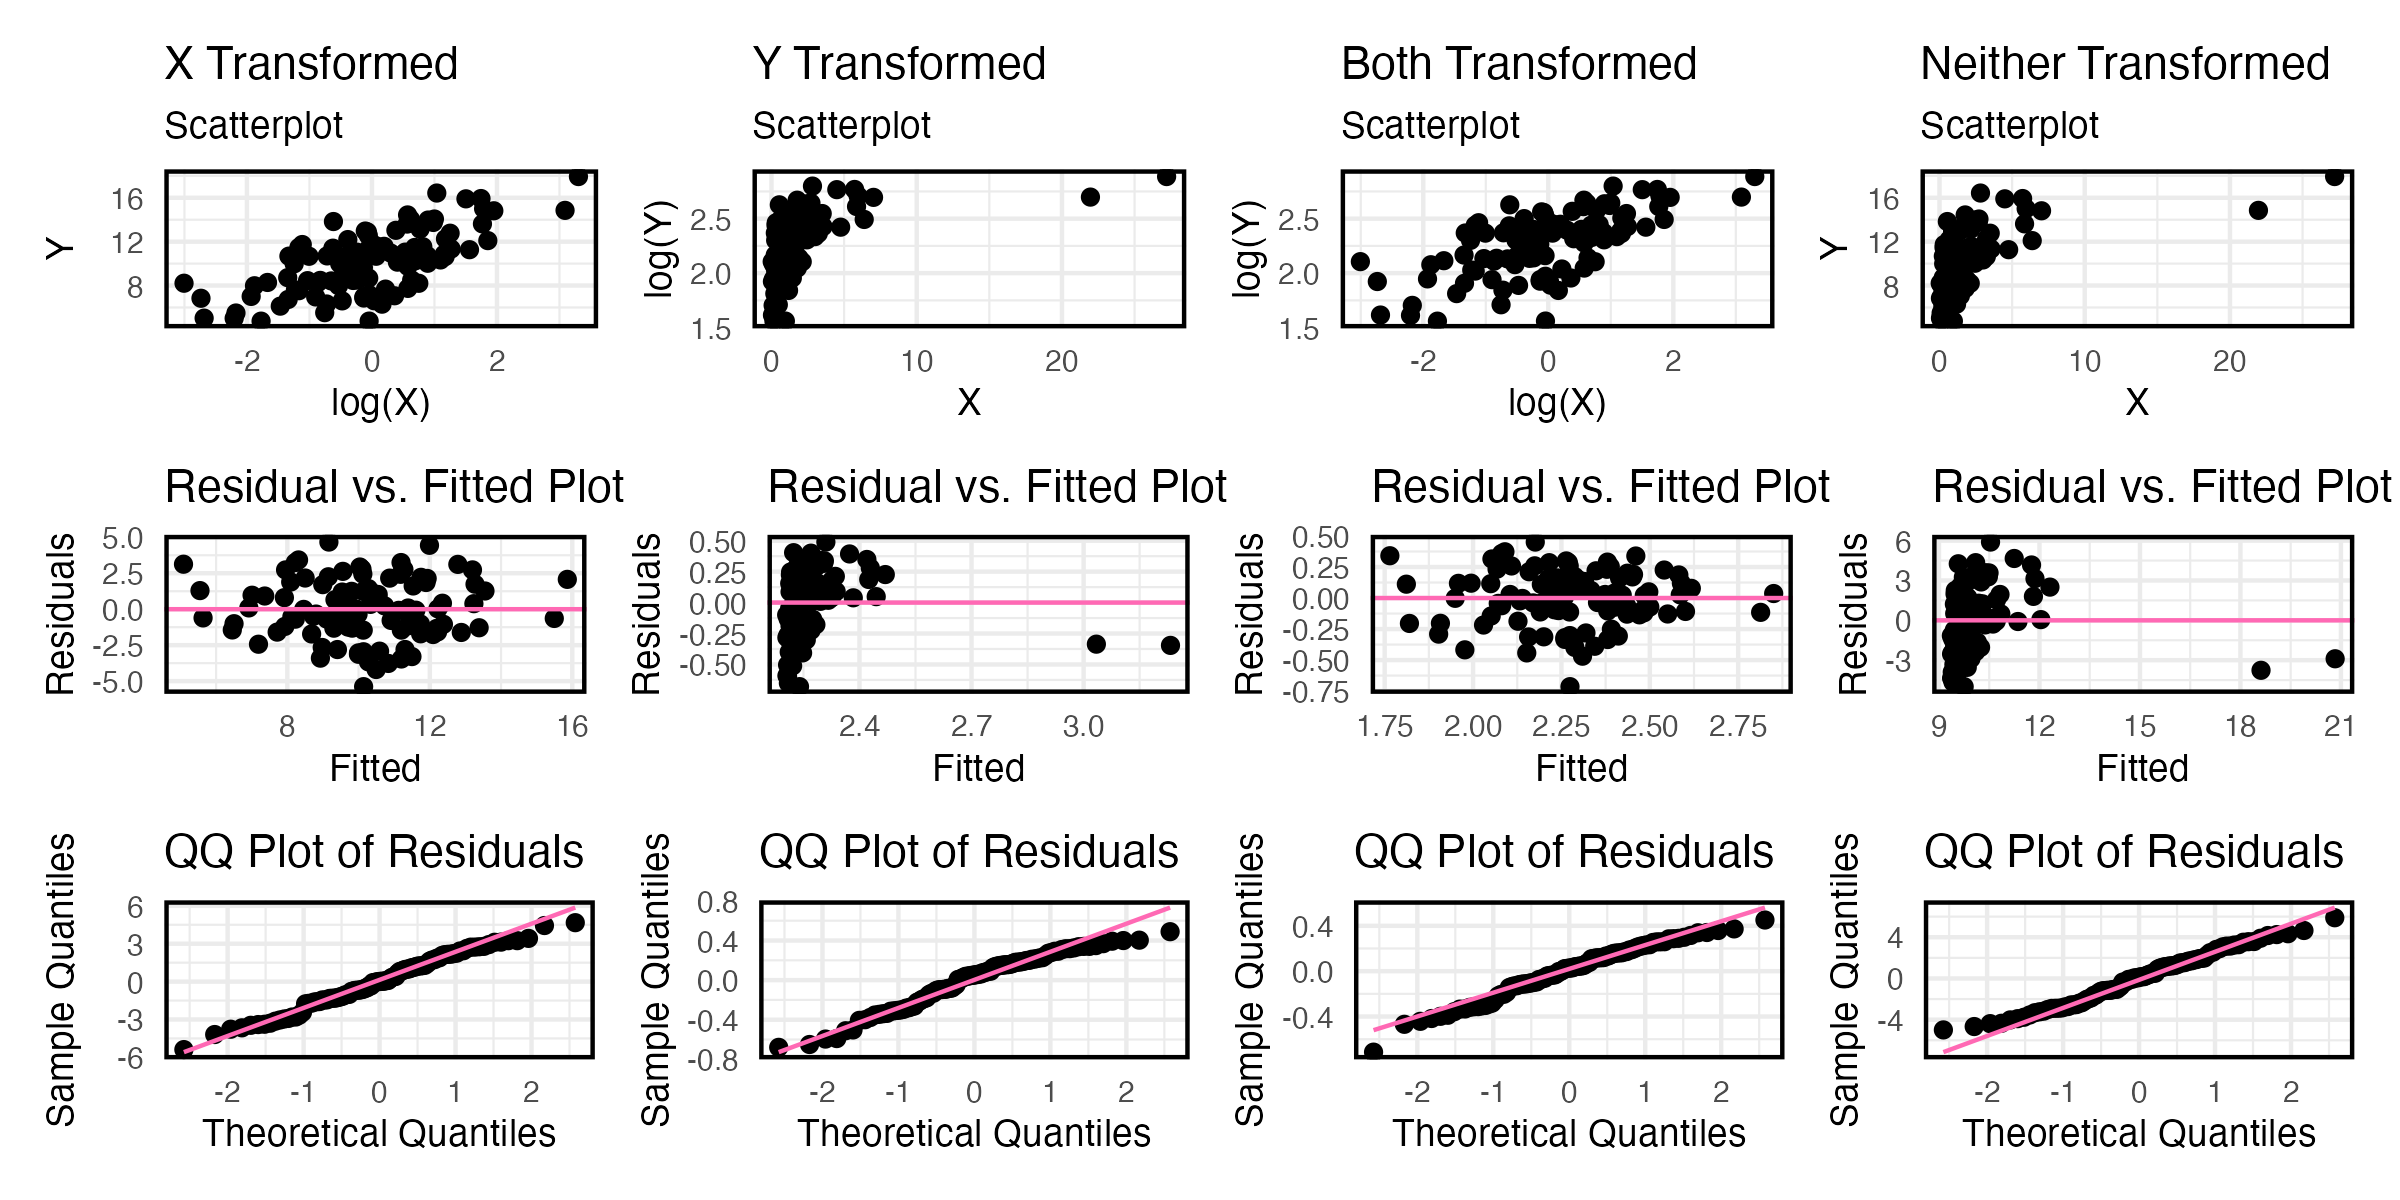 X Transformed
Y Transformed
Both Transformed
Neither Transformed
Scatterplot
Scatterplot
Scatterplot
Scatterplot
Y
16
12
8
-2 0 2
log(X)
log(Y)
2.5
2.0
1.5
0 10 20
X
log(Y)
2.5
2.0
1.5
-2 0 2
log(X)
Y
16
12
8
0 10 20
X
Residual vs. Fitted Plot
Residual vs. Fitted Plot
Residual vs. Fitted Plot
Residual vs. Fitted Plot
Residuals
5.0
2.5
0.0
-2.5
-5.0
8 12 16
Fitted
Residuals
0.50
0.25
0.00
-0.25
-0.50
2.4 2.7 3.0
Fitted
Residuals
0.50
0.25
0.00
-0.25
-0.50
-0.75
1.75 2.00 2.25 2.50 2.75
Fitted
Residuals
6
3
0
-3
9 12 15 18 21
Fitted
QQ Plot of Residuals
QQ Plot of Residuals
QQ Plot of Residuals
QQ Plot of Residuals
Sample Quantiles
6
3
0
-3
-6
-2 -1 0 1 2
Theoretical Quantiles
Sample Quantiles
0.8
0.4
0.0
-0.4
-0.8
-2 -1 0 1 2
Theoretical Quantiles
Sample Quantiles
0.4
0.0
-0.4
-2 -1 0 1 2
Theoretical Quantiles
Sample Quantiles
4
0
-4
-2 -1 0 1 2
Theoretical Quantiles